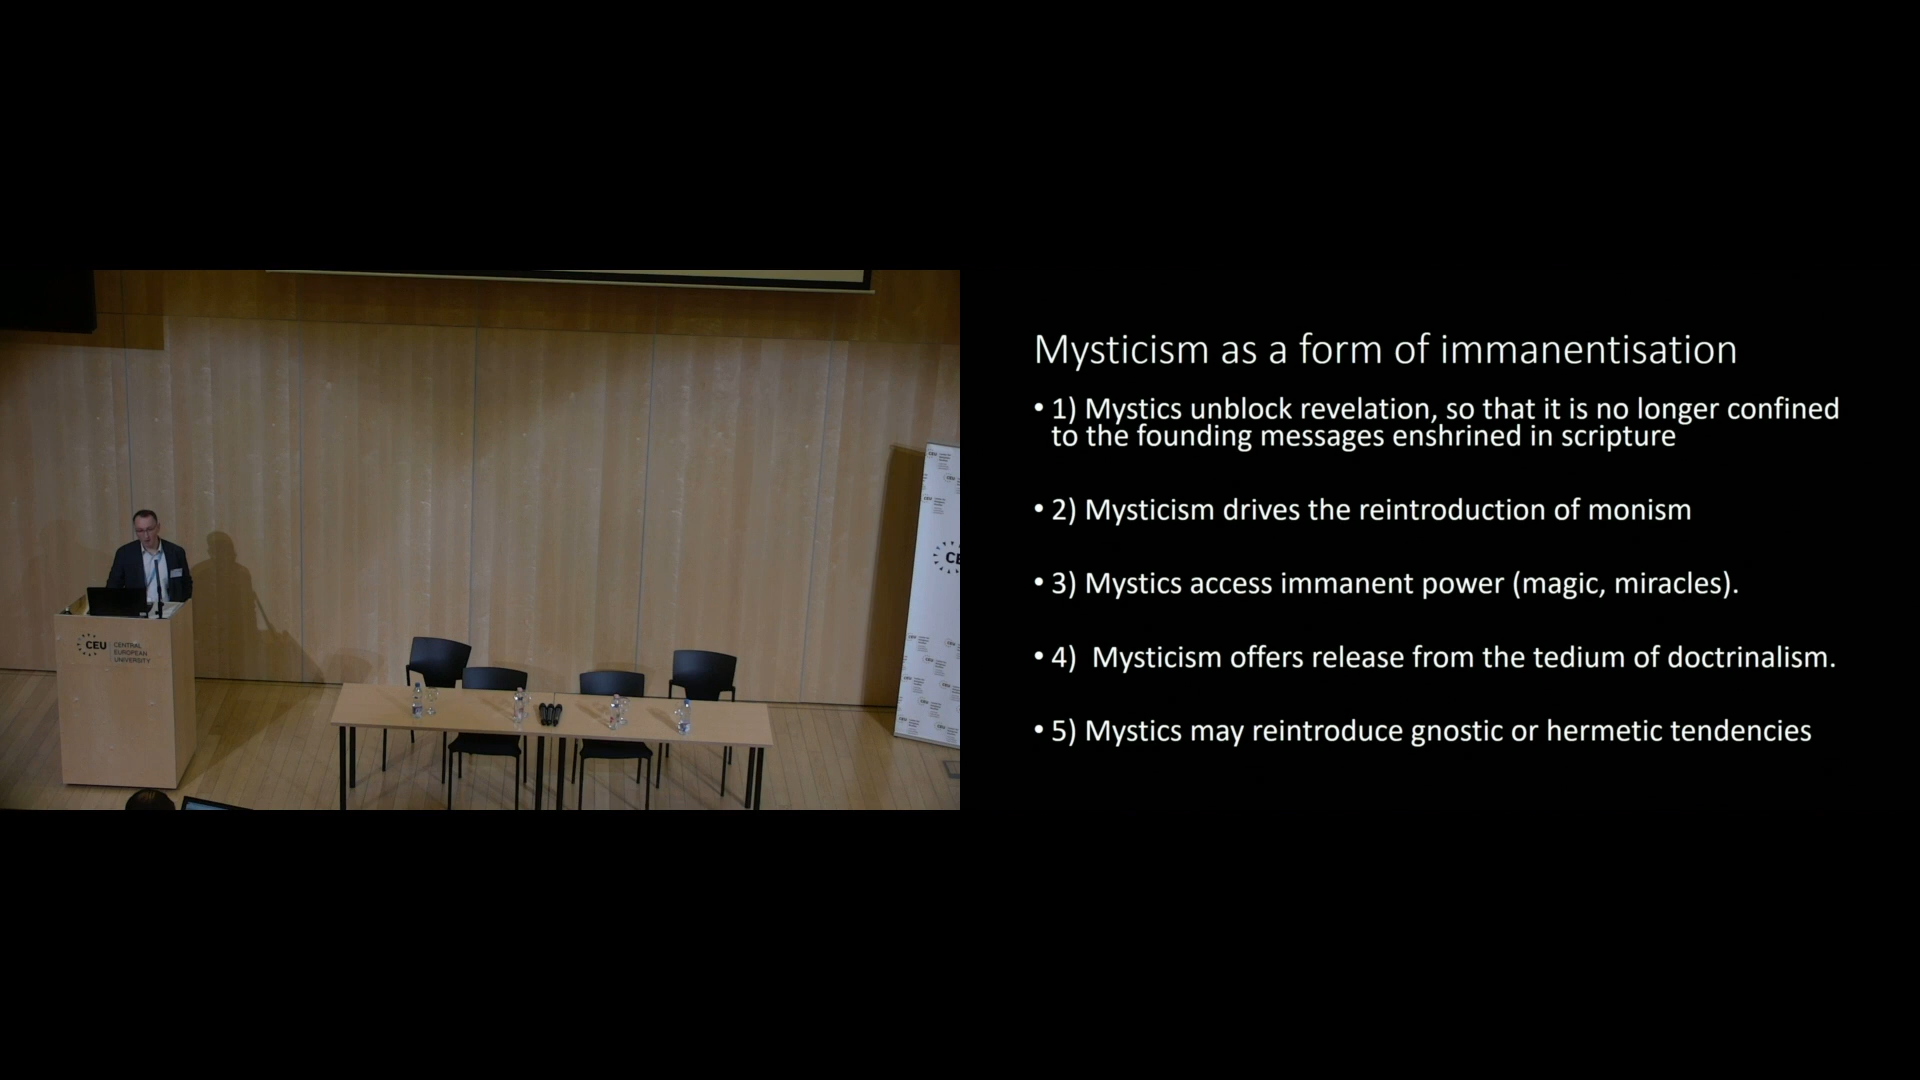 CEU
CENTRAL
EUROPEAN
UNIVERSITY
Mysticism as a form of immanentisation
• 1) Mystics unblock revelation, so that it is no longer confined
to the founding messages enshrined in scripture
• 2) Mysticism drives the reintroduction of monism
• 3) Mystics access immanent power (magic, miracles).
• 4)  Mysticism offers release from the tedium of doctrinalism.
• 5) Mystics may reintroduce gnostic or hermetic tendencies